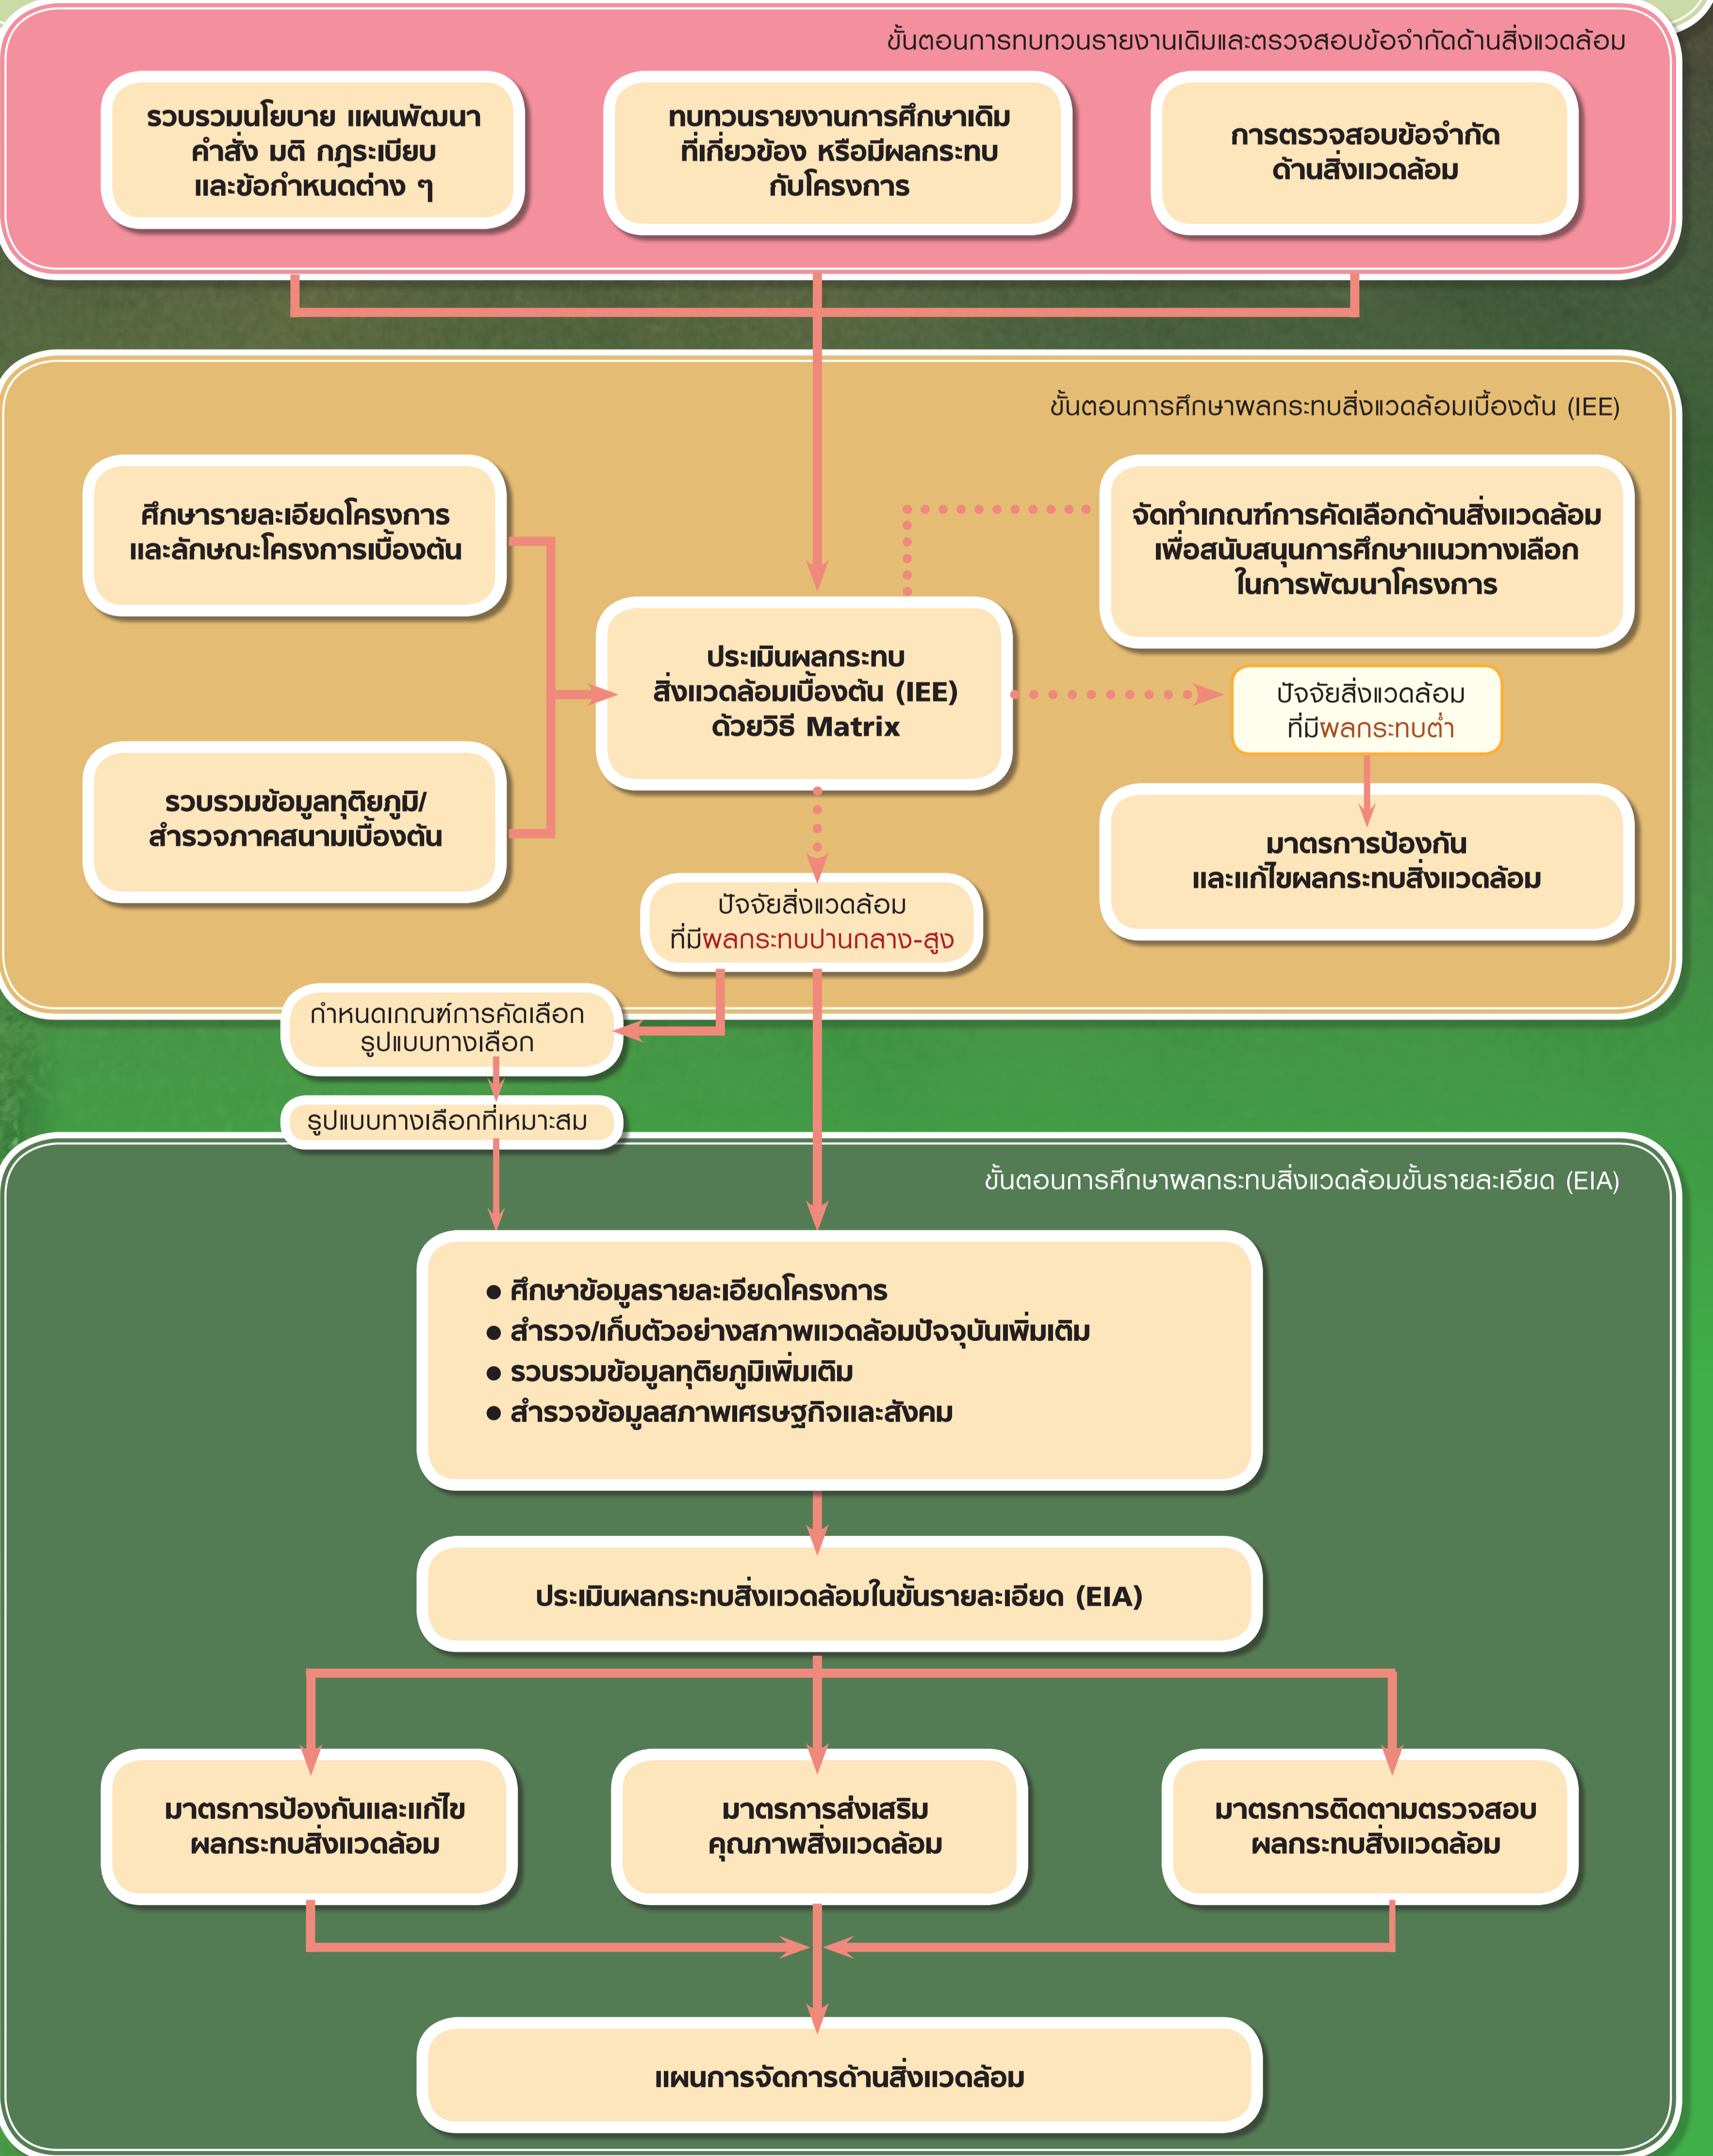 ขั้นตอนการทบทวนรายงานเดิมและตรวจสอบข้อจำกัดด้านสิ่งแวดล้อม
รวบรวมนโยบาย แผนพัฒนา
คำสั่ง มติ กฎระเบียบ
และข้อกำหนดต่าง ๆ
ทบทวนรายงานการศึกษาเดิม
ที่เกี่ยวข้อง หรือมีผลกระทบ
กับโครงการ
การตรวจสอบข้อจำกัด
ด้านสิ่งแวดล้อม
ขั้นตอนการศึกษาผลกระทบสิ่งแวดล้อมเบื้องต้น (IEE)
ศึกษารายละเอียดโครงการ
และลักษณะโครงการเบื้องต้น
จัดทำเกณฑ์การคัดเลือกด้านสิ่งแวดล้อม
เพื่อสนับสนุนการศึกษาแนวทางเลือก
ในการพัฒนาโครงการ
ประเมินผลกระทบ
สิ่งแวดล้อมเบื้องต้น (IEE)
ด้วยวิธี Matrix
ปัจจัยสิ่งแวดล้อม
ที่มีผลกระทบต่ำ
รวบรวมข้อมูลทุติยภูมิ/
สำรวจภาคสนามเบื้องต้น
มาตรการป้องกัน
และแก้ไขผลกระทบสิ่งแวดล้อม
ปัจจัยสิ่งแวดล้อม
ที่มีผลกระทบปานกลาง-สูง
กำหนดเกณฑ์การคัดเลือก
รูปแบบทางเลือก
รูปแบบทางเลือกที่เหมาะสม
ขั้นตอนการศึกษาผลกระทบสิ่งแวดล้อมขั้นรายละเอียด (EIA)
● ศึกษาข้อมูลรายละเอียดโครงการ
● สำรวจ/เก็บตัวอย่างสภาพแวดล้อมปัจจุบันเพิ่มเติม
● รวบรวมข้อมูลทุติยภูมิเพิ่มเติม
● สำรวจข้อมูลสภาพเศรษฐกิจและสังคม
ประเมินผลกระทบสิ่งแวดล้อมในขั้นรายละเอียด (EIA)
มาตรการป้องกันและแก้ไข
ผลกระทบสิ่งแวดล้อม
มาตรการส่งเสริม
คุณภาพสิ่งแวดล้อม
มาตรการติดตามตรวจสอบ
ผลกระทบสิ่งแวดล้อม
แผนการจัดการด้านสิ่งแวดล้อม